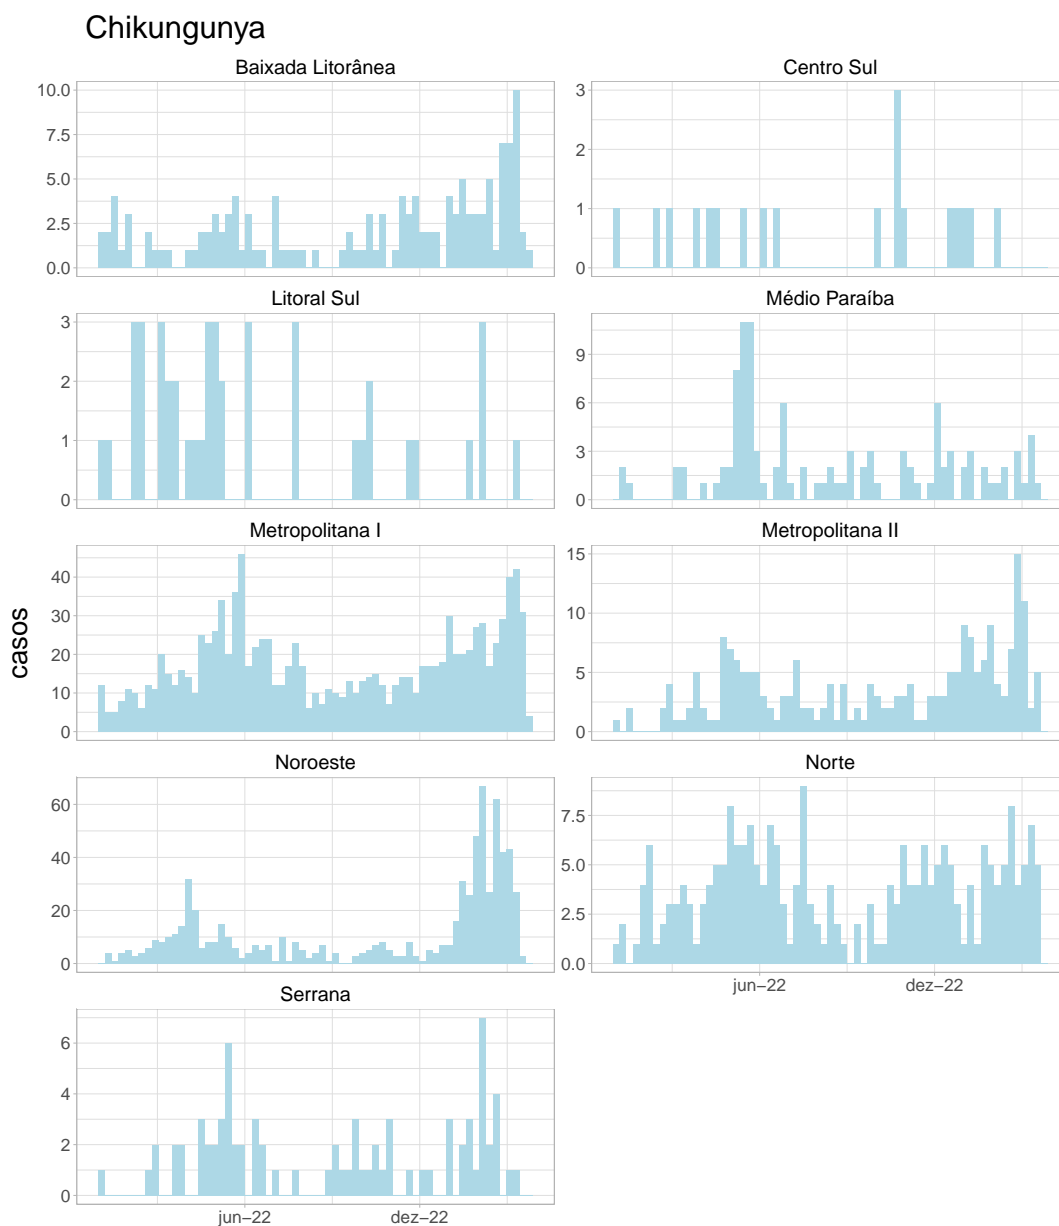 Chikungunya
Baixada Litorânea
Centro Sul
10.0
7.5
5.0
2.5
0.0
3
2
1
0
Litoral Sul
Médio Paraíba
3
2
1
0
9
6
3
0
Metropolitana I
Metropolitana II
40
30
20
10
0
15
10
5
0
casos
Noroeste
Norte
60
40
20
0
7.5
5.0
2.5
0.0
jun−22
dez−22
Serrana
6
4
2
0
jun−22
dez−22